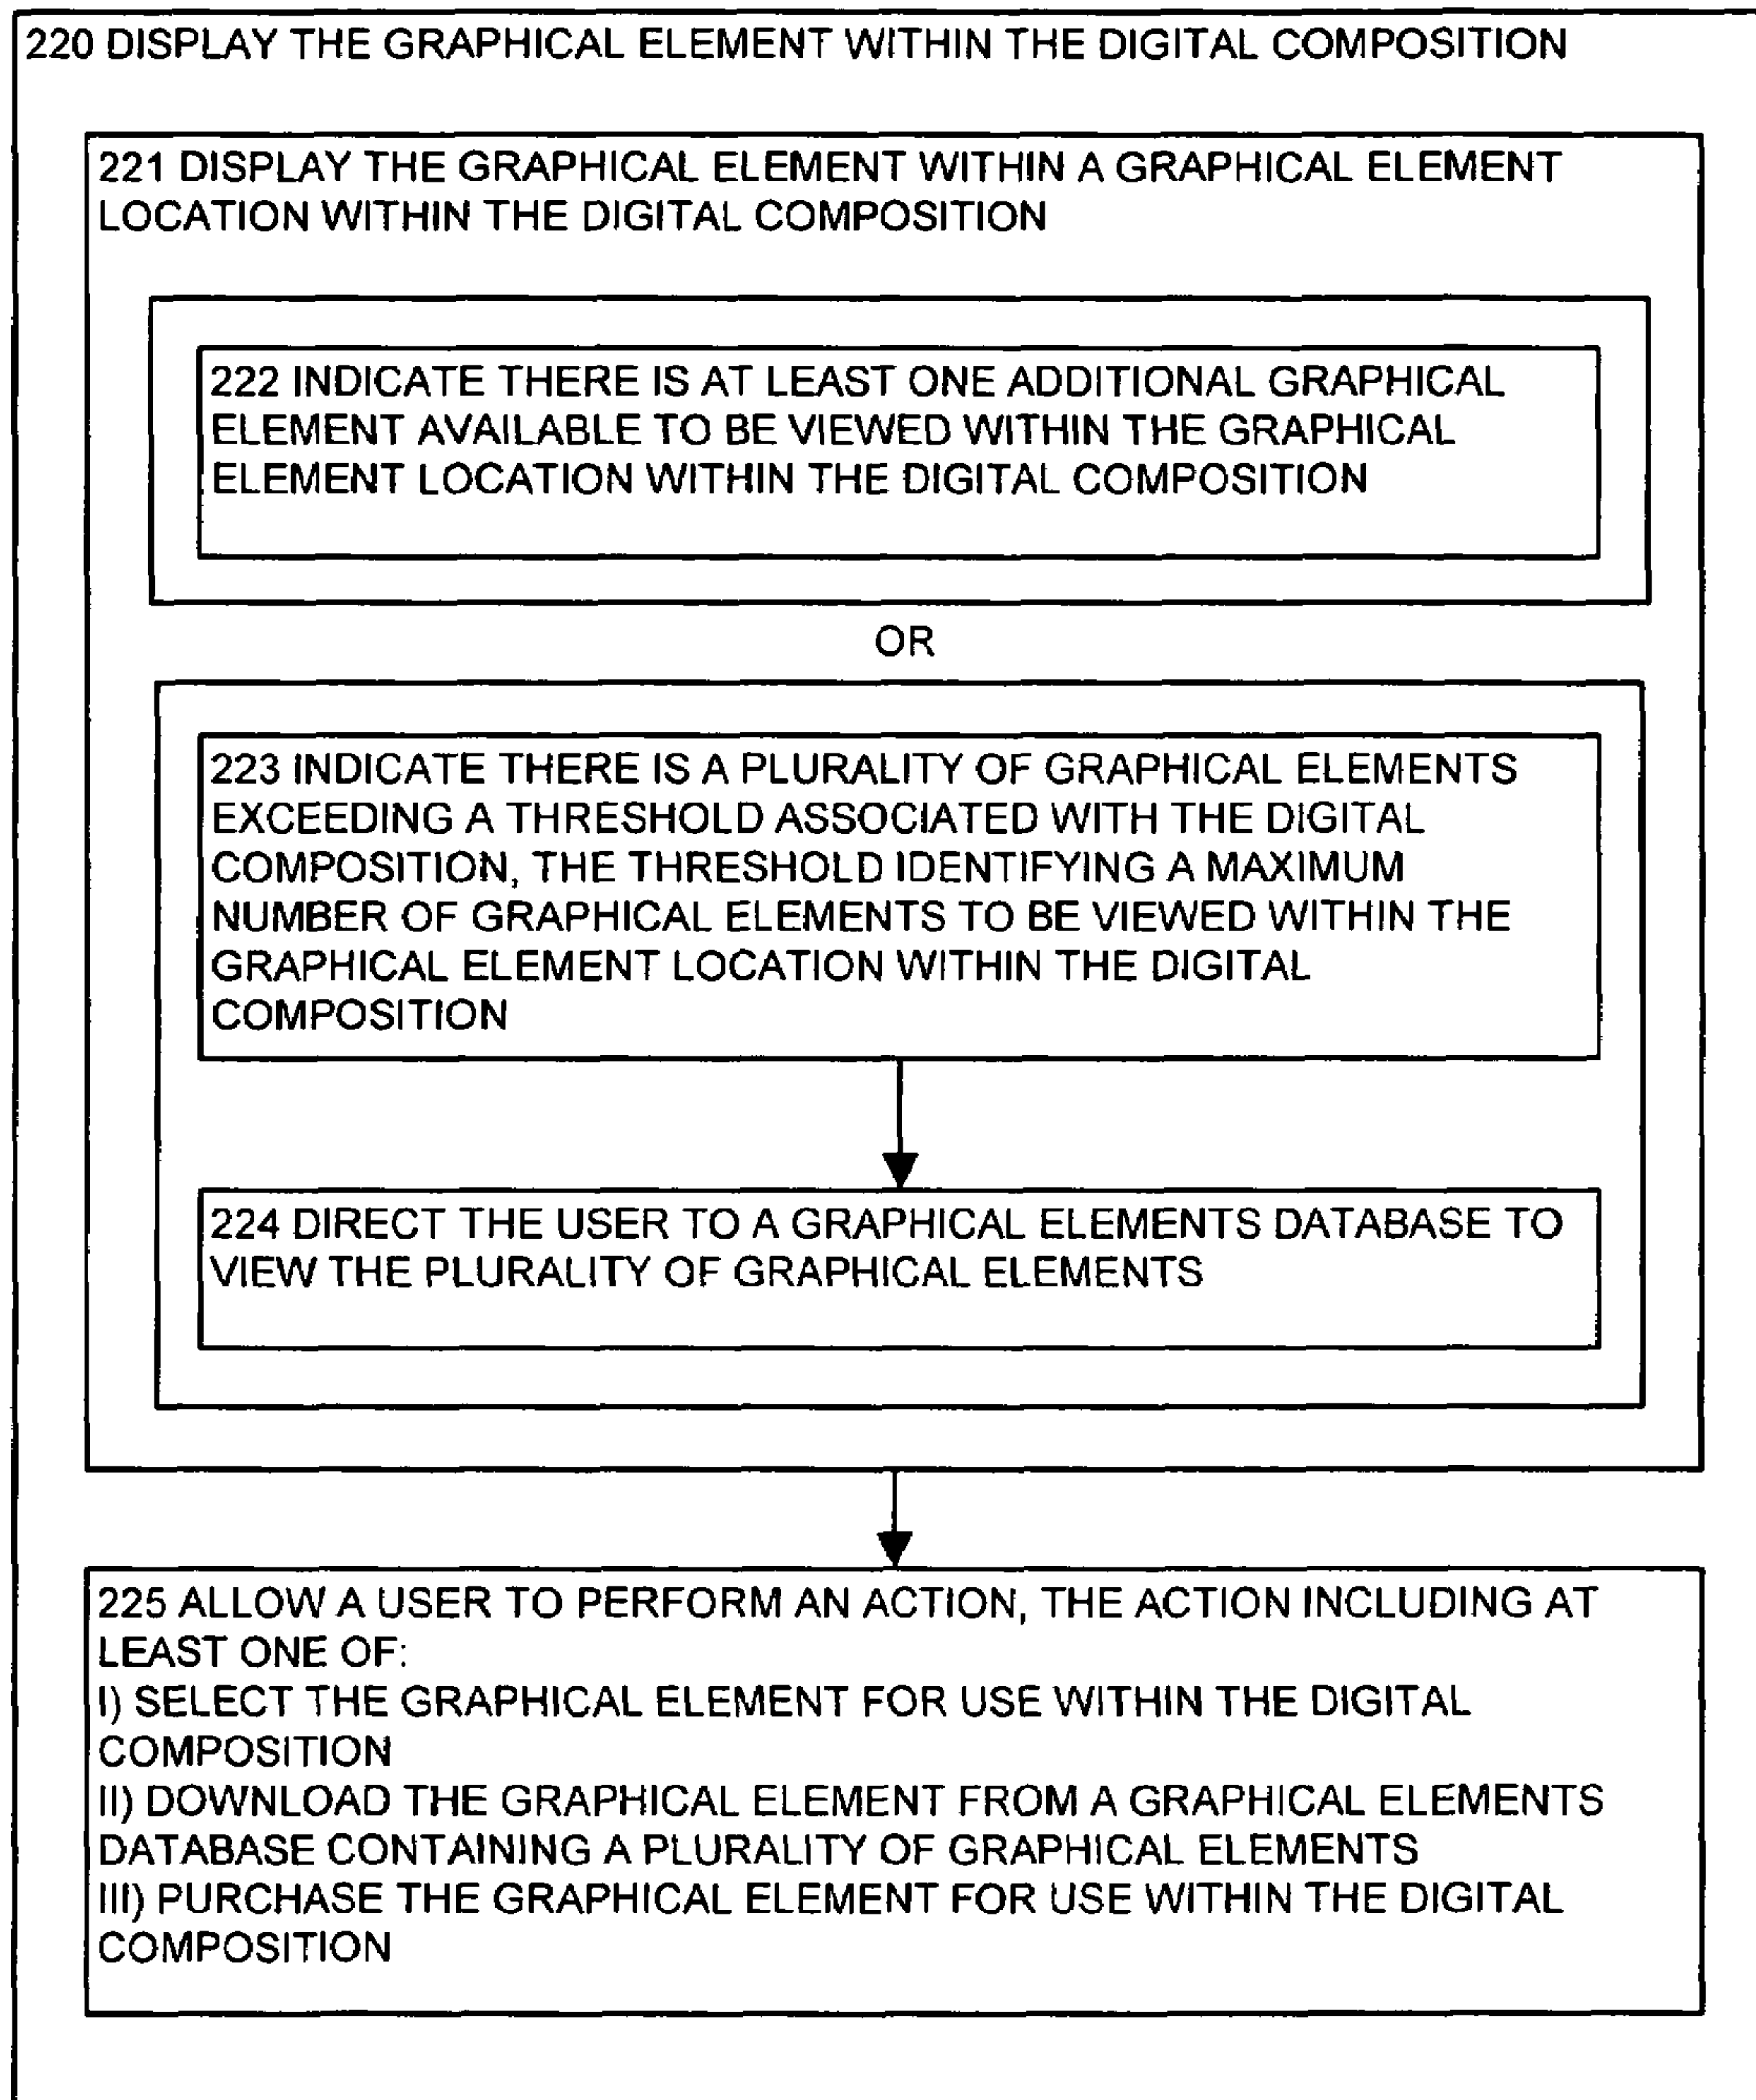 220 DISPLAY THE GRAPHICAL ELEMENT WITHIN THE DIGITAL COMPOSITION
221 DISPLAY THE GRAPHICAL ELEMENT WITHIN A GRAPHICAL ELEMENT
LOCATION WITHIN THE DIGITAL COMPOSITION
222 INDICATE THERE IS AT LEAST ONE ADDITIONAL GRAPHICAL
ELEMENT AVAILABLE TO BE VIEWED WITHIN THE GRAPHICAL
ELEMENT LOCATION WITHIN THE DIGITAL COMPOSITION
OR
223 INDICATE THERE IS A PLURALITY OF GRAPHICAL ELEMENTS
EXCEEDING A THRESHOLD ASSOCIATED WITH THE DIGITAL
COMPOSITION, THE THRESHOLD IDENTIFYING A MAXIMUM
NUMBER OF GRAPHICAL ELEMENTS TO BE VIEWED WITHIN THE
GRAPHICAL ELEMENT LOCATION WITHIN THE DIGITAL
COMPOSITION
224 DIRECT THE USER TO A GRAPHICAL ELEMENTS DATABASE TO
VIEW THE PLURALITY OF GRAPHICAL ELEMENTS
225 ALLOW A USER TO PERFORM AN ACTION, THE ACTION INCLUDING AT
LEAST ONE OF:
I) SELECT THE GRAPHICAL ELEMENT FOR USE WITHIN THE DIGITAL
COMPOSITION
II) DOWNLOAD THE GRAPHICAL ELEMENT FROM A GRAPHICAL ELEMENTS
DATABASE CONTAINING A PLURALITY OF GRAPHICAL ELEMENTS
III) PURCHASE THE GRAPHICAL ELEMENT FOR USE WITHIN THE DIGITAL
COMPOSITION